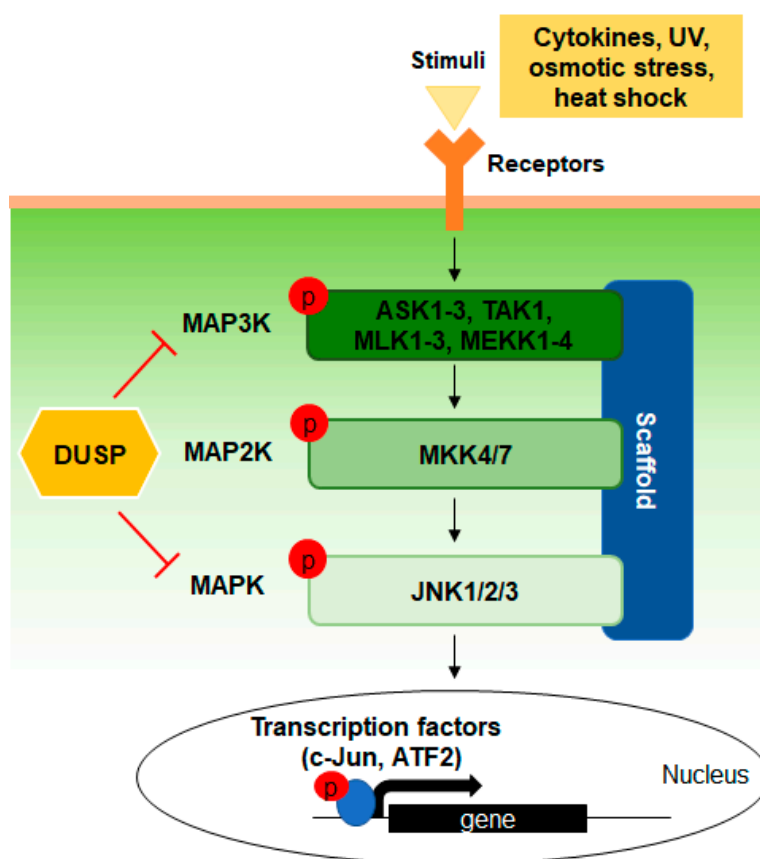 Stimuli
Cytokines, UV,
osmotic stress,
heat shock
Receptors
MAP3K
p
ASK1-3, TAK1,
MLK1-3, MEKK1-4
DUSP
MAP2K
p
MKK4/7
Scaffold
MAPK
p
JNK1/2/3
Transcription factors
(c-Jun, ATF2)
p
Nucleus
gene